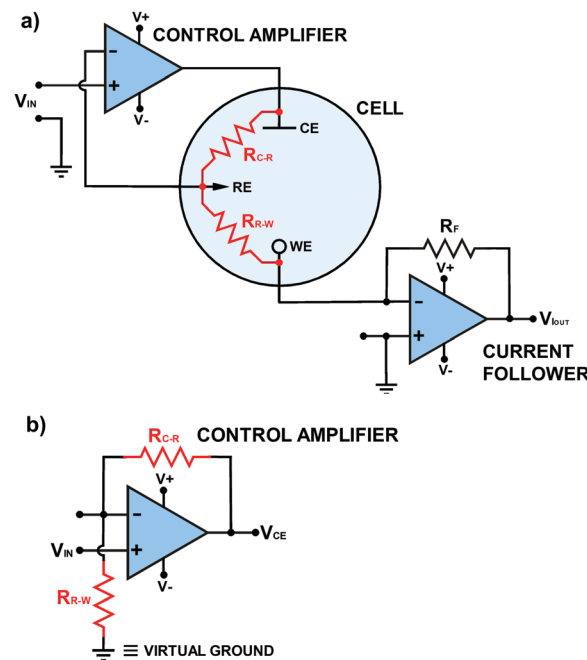 a)
V+
CONTROL AMPLIFIER
−
+
VIN
V-
CELL
CE
RC-R
RE
RR-W
WE
RF
V+
−
+
VIOUT
V-
CURRENT
FOLLOWER
b)
RC-R
CONTROL AMPLIFIER
V+
−
VIN
+
VCE
V-
RR-W
≡ VIRTUAL GROUND